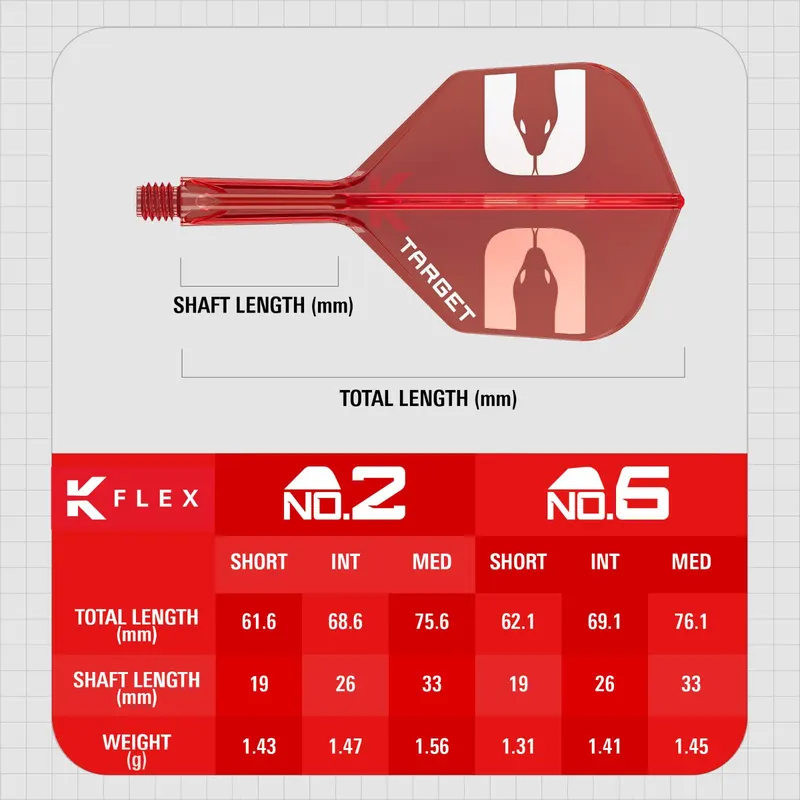 K
TARGET
SHAFT LENGTH (mm)
TOTAL LENGTH (mm)
K FLEX NO.2 NO.6
SHORT INT MED SHORT INT MED
TOTAL LENGTH (mm) 61.6 68.6 75.6 62.1 69.1 76.1
SHAFT LENGTH (mm) 19 26 33 19 26 33
WEIGHT (g) 1.43 1.47 1.56 1.31 1.41 1.45